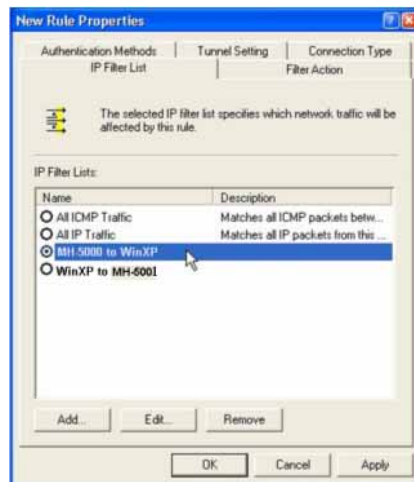 New Rule Properties
Authentication Methods Tunnel Setting Connection Type
IP Filter List Filter Action
The selected IP filter list specifies which network traffic will be
affected by this rule.
IP Filter Lists:
Name Description
All ICMP Traffic Matches all ICMP packets betw...
All IP Traffic Matches all IP packets from this ...
MH-5000 to WinXP
WinXP to MH-5001
Add... Edit... Remove
OK Cancel Apply